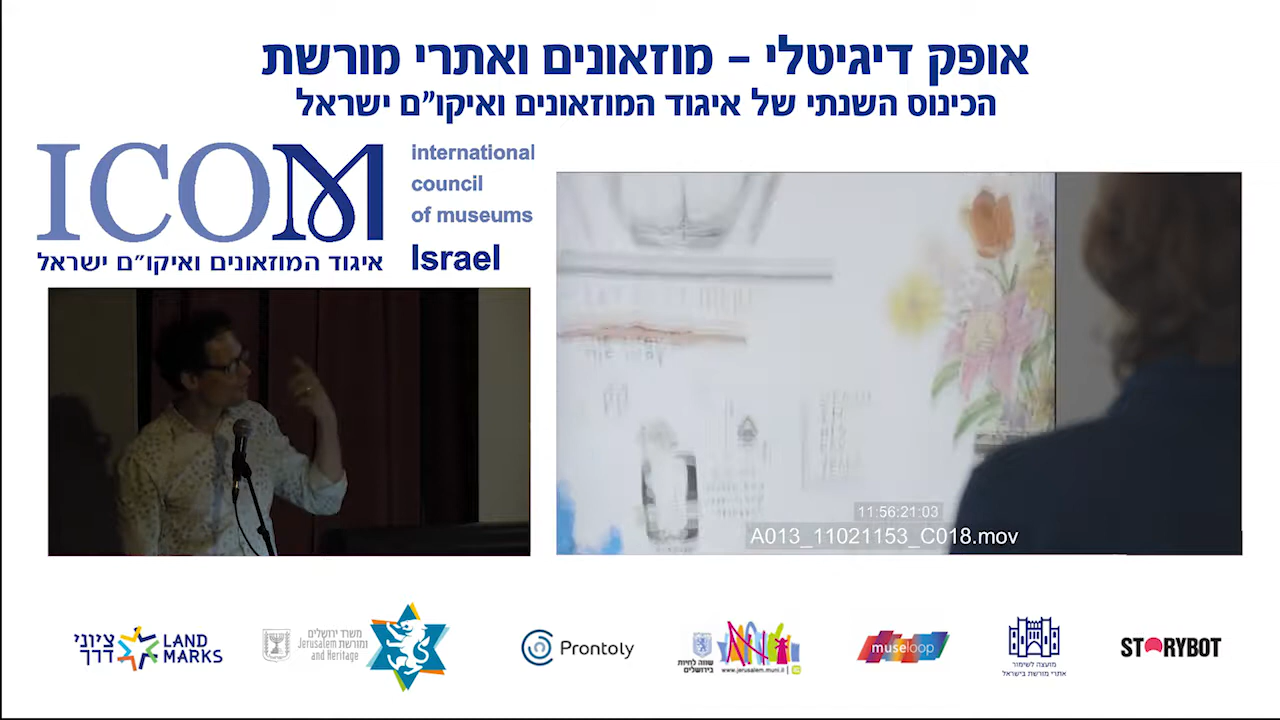 אופק דיגיטלי – מוזאונים ואתרי מורשת
הכינוס השנתי של איגוד המוזאונים ואיקו״ם ישראל
ICOM
international
council
of museums
Israel
איגוד המוזאונים ואיקו״ם ישראל
11:56:21:03
A013_11021153_C018.mov
ציוני
דרך
LAND
MARKS
משרד ירושלים
ומורשת
Jerusalem
and Heritage
Prontoly
שווה לחיות
בירושלים
www.jerusalem.muni.il
museloop
מועצה לשימור
אתרי מורשת בישראל
STORYBOT